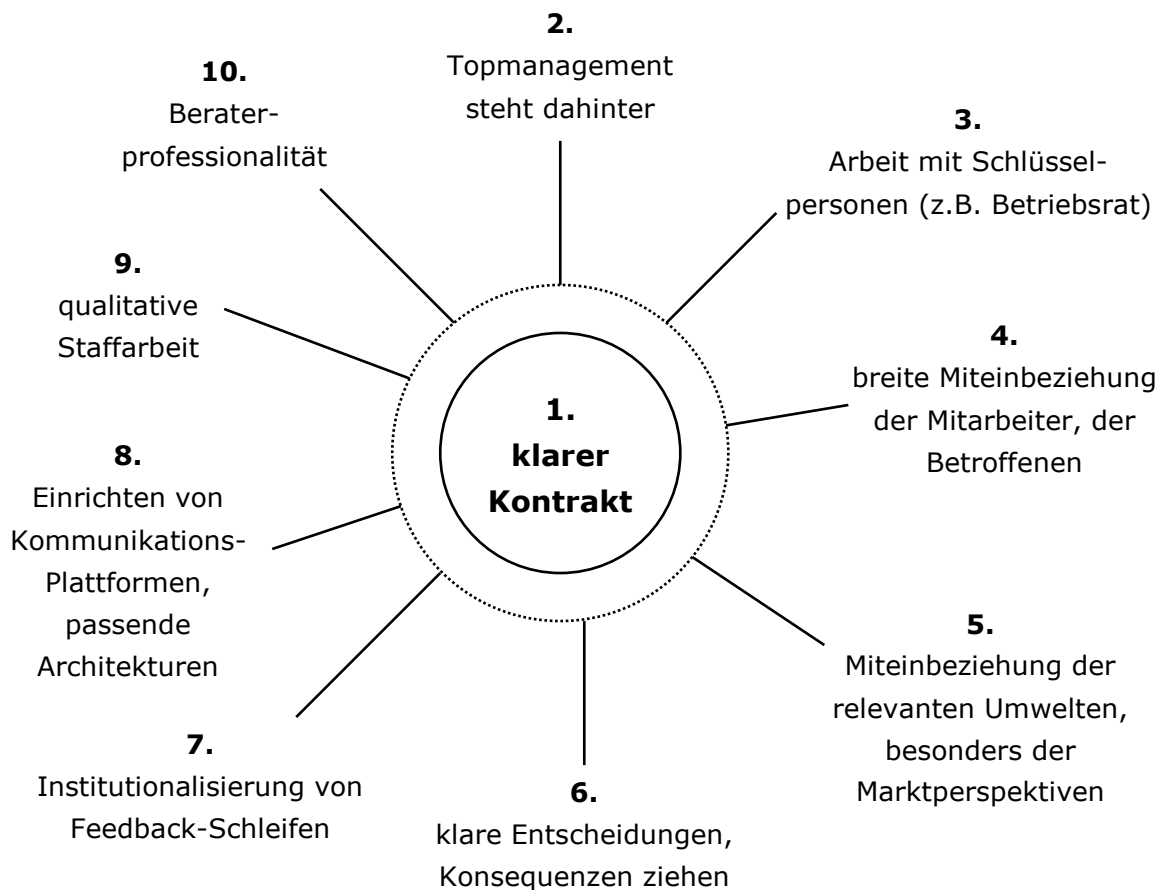 1.
klarer
Kontrakt
2.
Topmanagement
steht dahinter
3.
Arbeit mit Schlüssel-
personen (z.B. Betriebsrat)
4.
breite Miteinbeziehung
der Mitarbeiter, der
Betroffenen
5.
Miteinbeziehung der
relevanten Umwelten,
besonders der
Marktperspektiven
6.
klare Entscheidungen,
Konsequenzen ziehen
7.
Institutionalisierung von
Feedback-Schleifen
8.
Einrichten von
Kommunikations-
Plattformen,
passende
Architekturen
9.
qualitative
Staffarbeit
10.
Berater-
professionalität